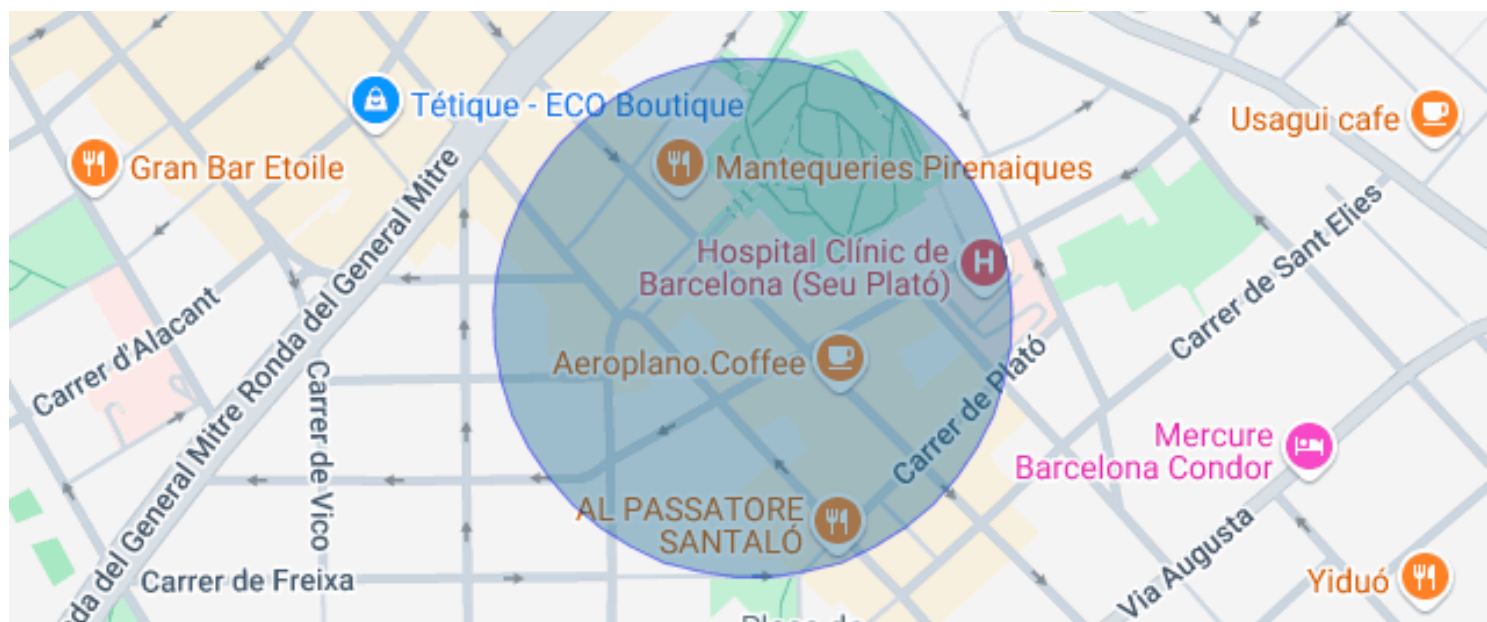 Tétique - ECO Boutique
Usagui cafe
Gran Bar Etoile
Mantequeries Pirenaiques
Hospital Clínic de
Barcelona (Seu Plató)
Carrer de Sant Elies
Ronda del General Mitre
Carrer d'Alacant
Aeroplano.Coffee
Carrer de Vico
Carrer de Plató
Mercure
Barcelona Condor
AL PASSATORE
SANTALÓ
del General Mitre
Carrer de Freixa
Via Augusta
Yiduó